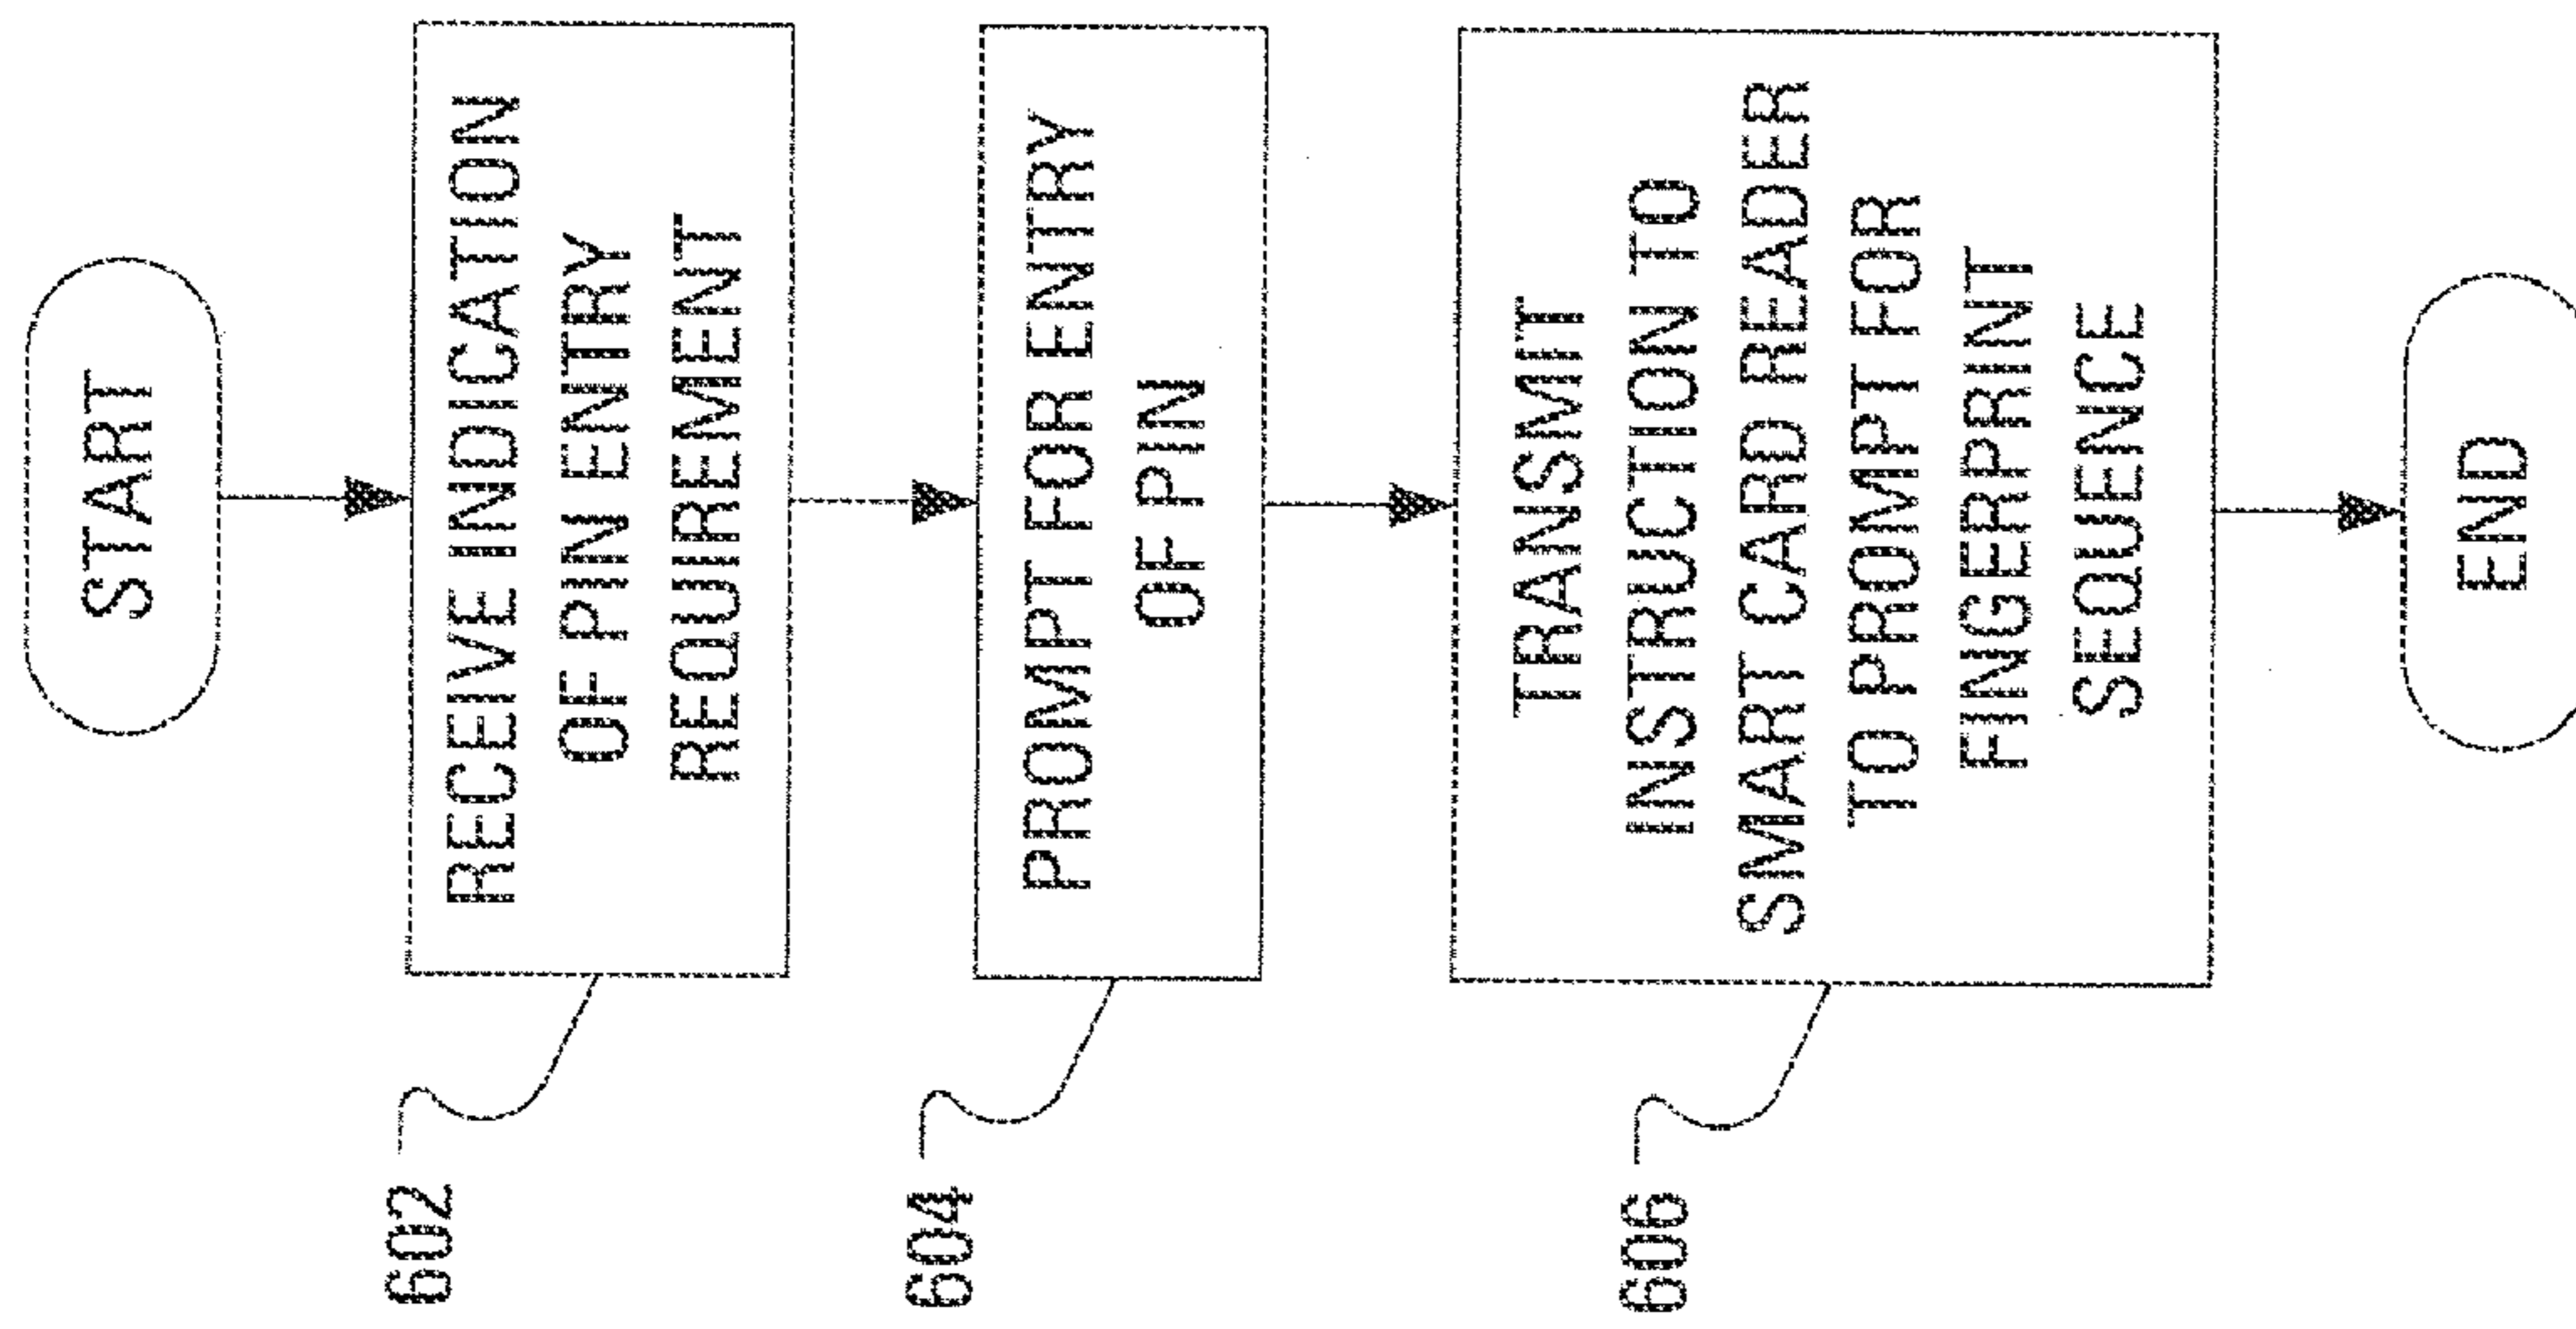 START
602
RECEIVE INDICATION
OF PIN ENTRY
REQUIREMENT
604
PROMPT FOR ENTRY
OF PIN
606
TRANSMIT
INSTRUCTION TO
SMART CARD READER
TO PROMPT FOR
FINGERPRINT
SEQUENCE
END